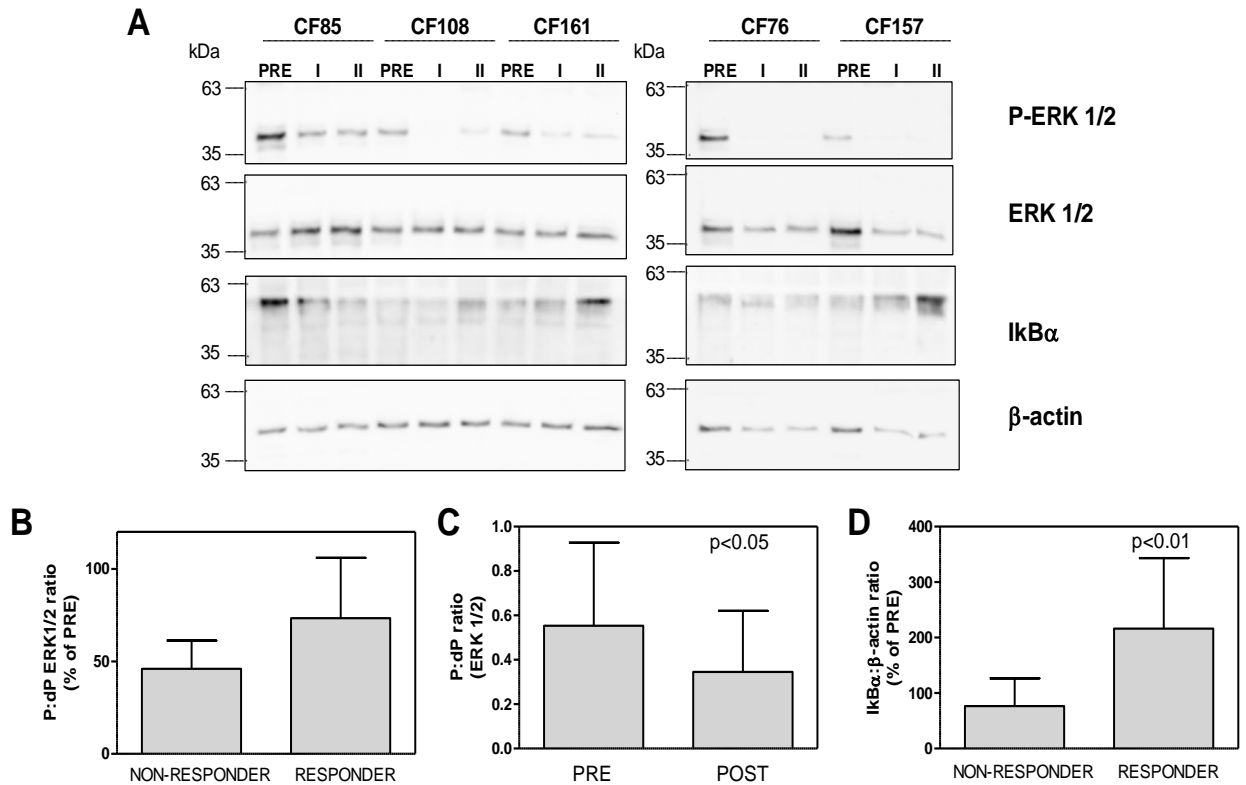 A
CF85 CF108 CF161 CF76 CF157
kDa kDa
PRE I II PRE I II PRE I II PRE I II PRE I II
63 63
P-ERK 1/2
35 35
63 63
ERK 1/2
35 35
63 63
IkBα
35 35
63 63
β-actin
35 35
B
P:dP ERK1/2 ratio
(% of PRE)
100
50
0
NON-RESPONDER RESPONDER
C
P:dP ratio
(ERK 1/2)
1.0
0.8
0.6
0.4
0.2
0.0
p<0.05
PRE POST
D
IkBα:β-actin ratio
(% of PRE)
400
300
200
100
0
p<0.01
NON-RESPONDER RESPONDER